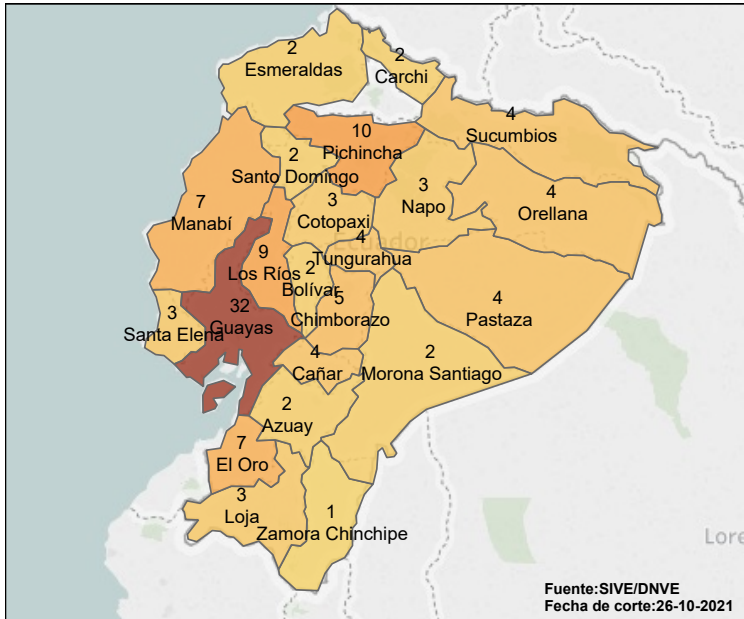 2
Esmeraldas
2
Carchi
4
Sucumbios
10
Pichincha
2
Santo Domingo
3
Napo
4
Orellana
7
Manabí
3
Cotopaxi
Ecuador
4
Tungurahua
9
Los Ríos
2
Bolívar
5
Chimborazo
4
Pastaza
3
Santa Elena
32
Guayas
4
Cañar
2
Morona Santiago
2
Azuay
7
El Oro
3
Loja
1
Zamora Chinchipe
Lore
Fuente:SIVE/DNVE
Fecha de corte:26-10-2021